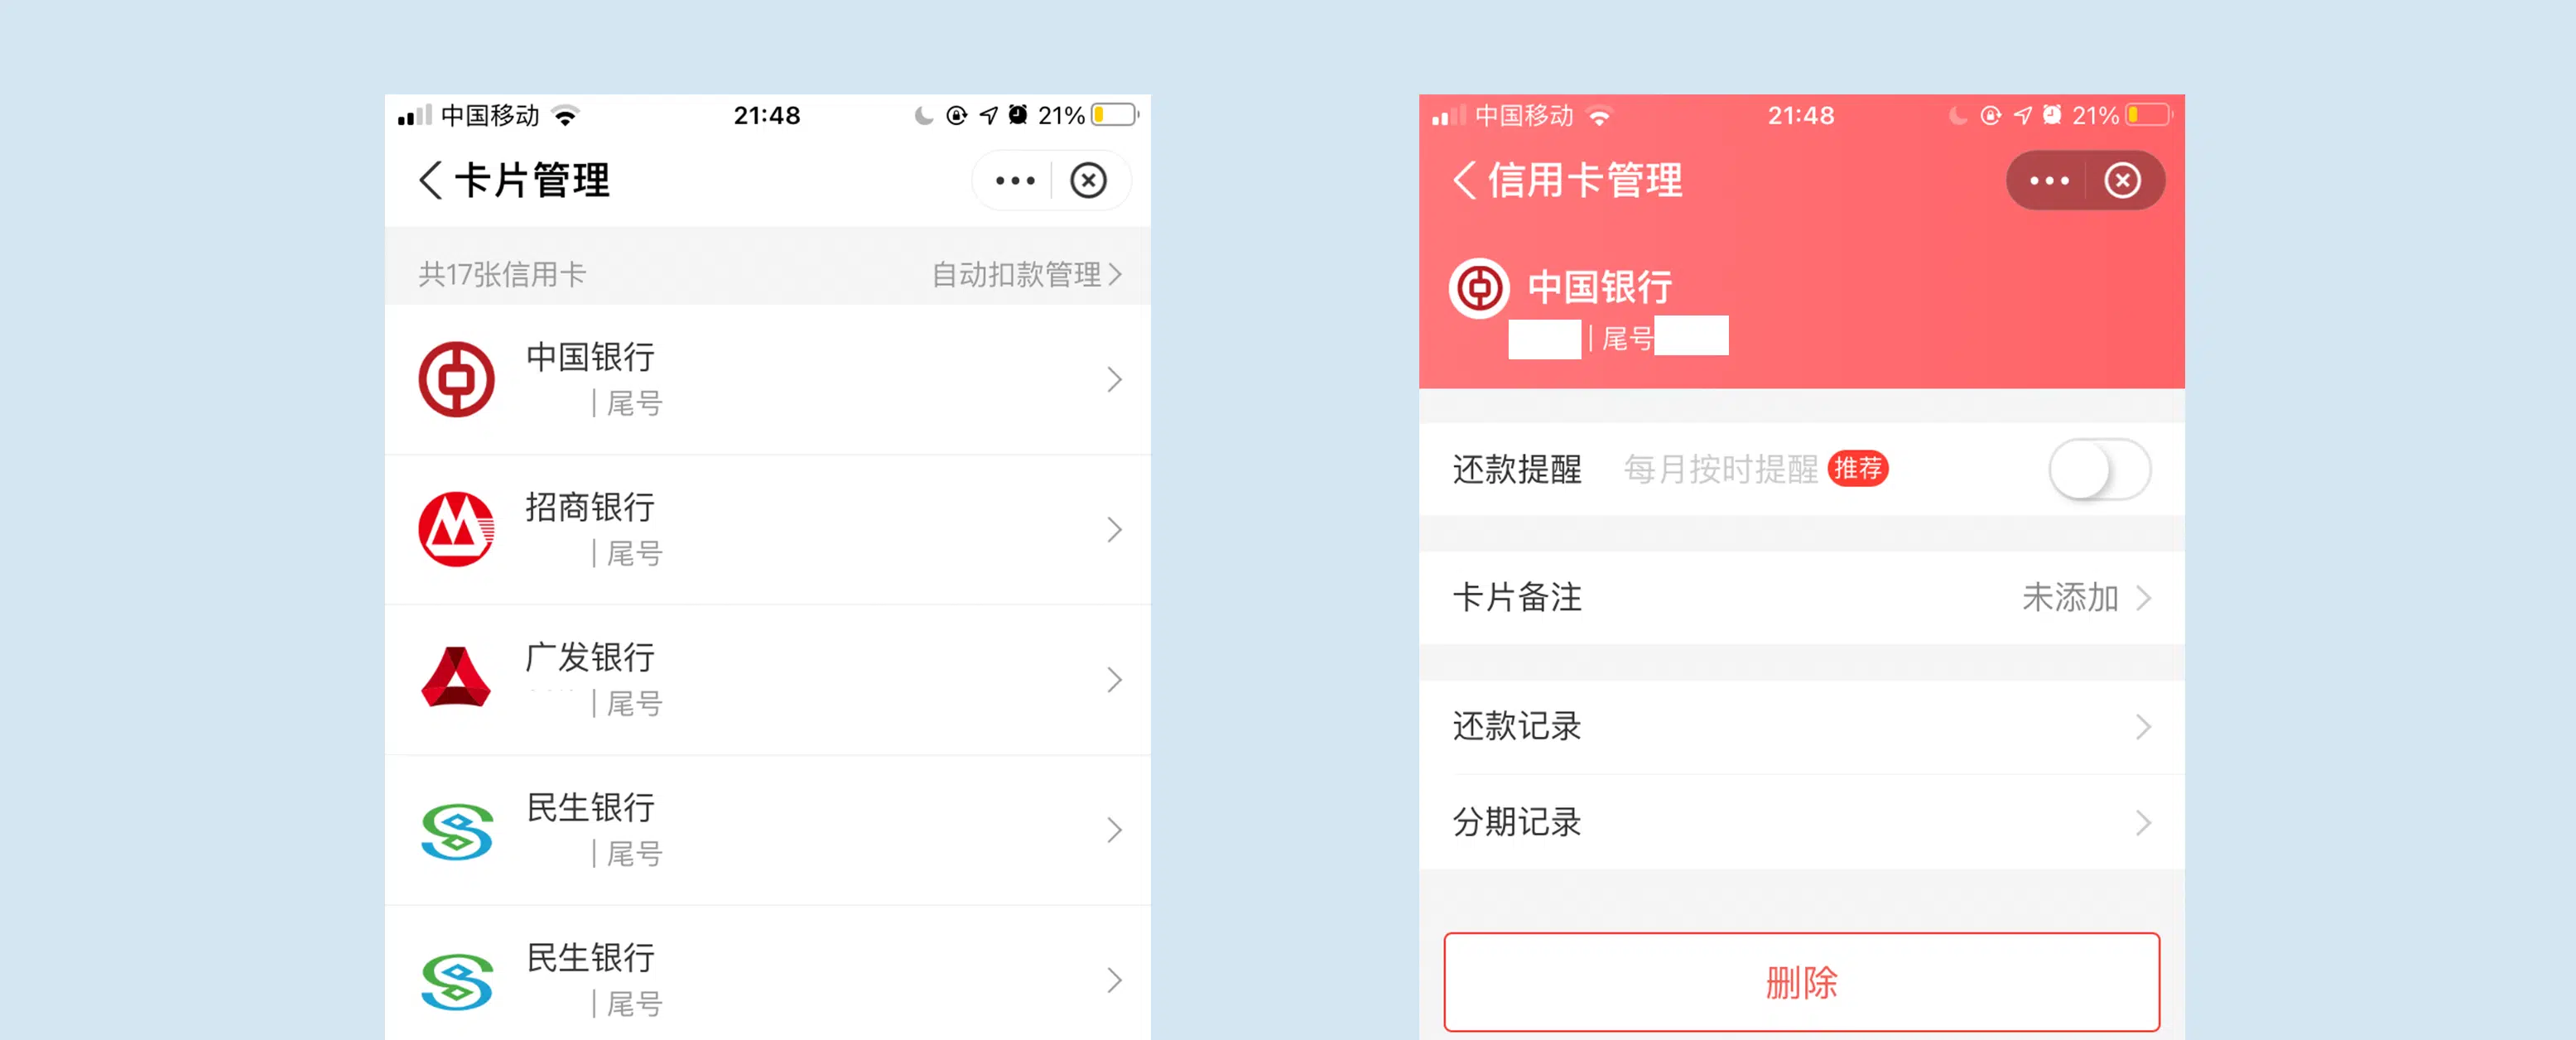 中国移动 21:48 21%
卡片管理
共17张信用卡 自动扣款管理
中国银行
| 尾号
招商银行
| 尾号
广发银行
| 尾号
民生银行
| 尾号
民生银行
| 尾号
中国移动 21:48 21%
信用卡管理
中国银行
| 尾号
还款提醒 每月按时提醒 推荐
卡片备注 未添加
还款记录
分期记录
删除